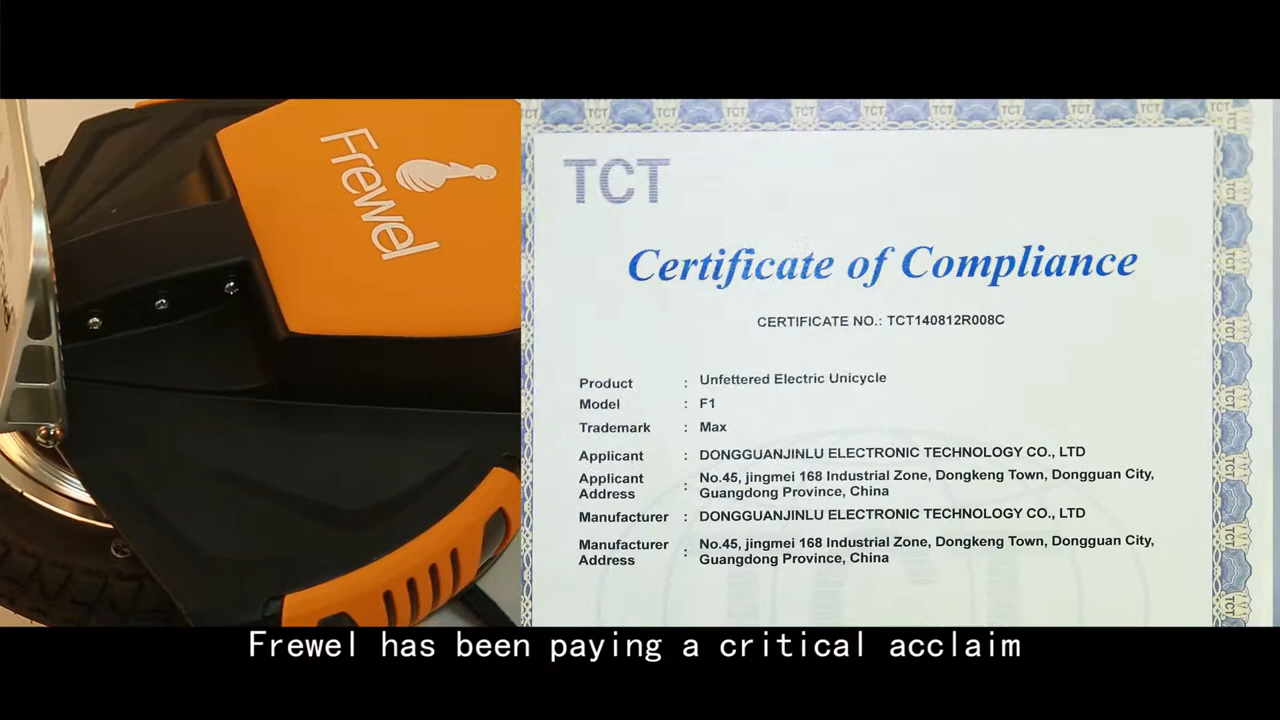 Frewel
TCT
Certificate of Compliance
CERTIFICATE NO.: TCT140812R008C
Product : Unfettered Electric Unicycle
Model : F1
Trademark : Max
Applicant : DONGGUANJINLU ELECTRONIC TECHNOLOGY CO., LTD
Applicant Address : No.45, jingmei 168 Industrial Zone, Dongkeng Town, Dongguan City,
Guangdong Province, China
Manufacturer : DONGGUANJINLU ELECTRONIC TECHNOLOGY CO., LTD
Manufacturer Address : No.45, jingmei 168 Industrial Zone, Dongkeng Town, Dongguan City,
Guangdong Province, China
Frewel has been paying a critical acclaim